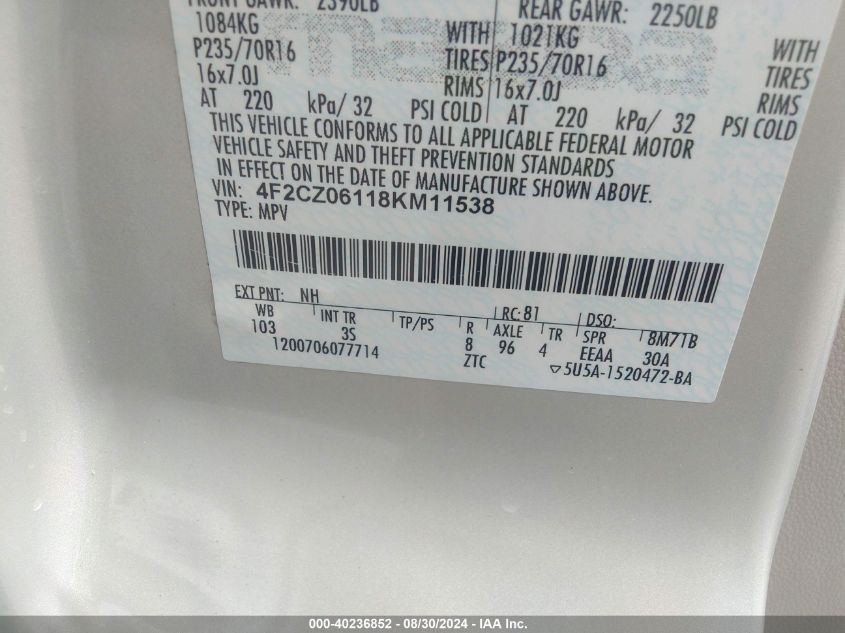 FRONT GAWR: 2390LB REAR GAWR: 2250LB
1084KG WITH 1021KG WITH
P235/70R16 TIRES P235/70R16 TIRES
16x7.0J RIMS 16x7.0J RIMS
AT 220 kPa/ 32 PSI COLD AT 220 kPa/ 32 PSI COLD
THIS VEHICLE CONFORMS TO ALL APPLICABLE FEDERAL MOTOR
VEHICLE SAFETY AND THEFT PREVENTION STANDARDS
IN EFFECT ON THE DATE OF MANUFACTURE SHOWN ABOVE.
VIN: 4F2CZ06118KM11538
TYPE: MPV
EXT PNT: NH RC: 81 DSO:
WB INT TR TP/PS R AXLE TR SPR 8M71B
103 3S 8 96 4 EEAA 30A
1200706077714 ZTC ▽5U5A-1520472-BA
000-40236852 - 08/30/2024 - IAA Inc.